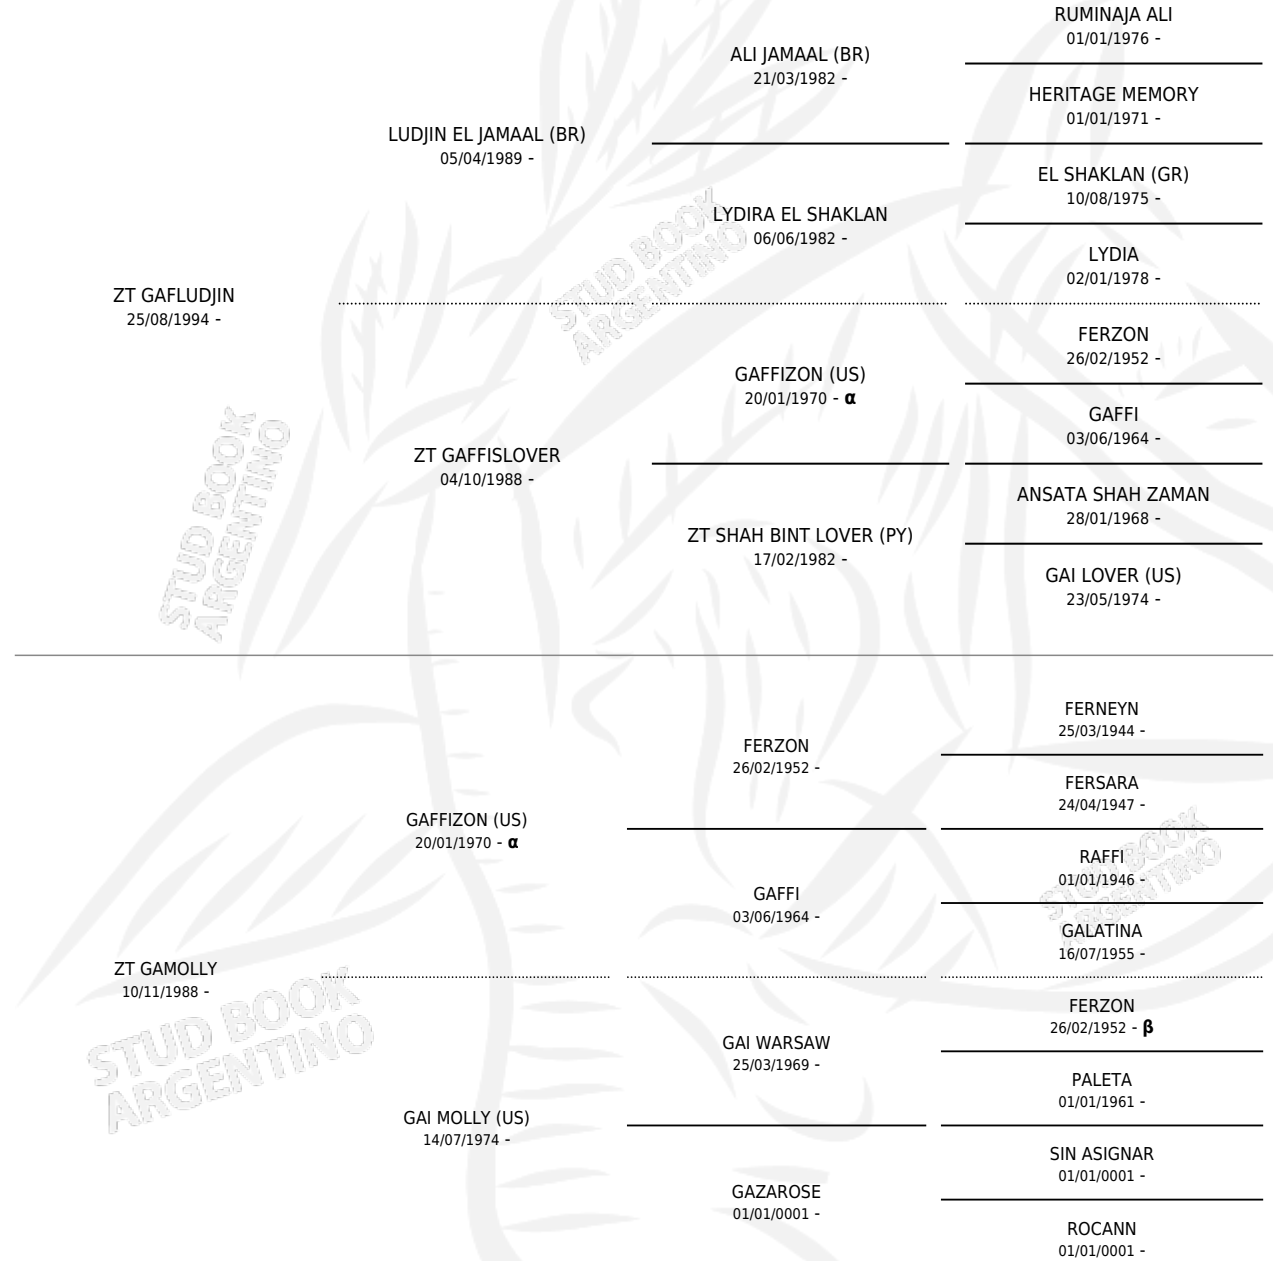 RUMINAJA ALI
01/01/1976 -
ALI JAMAAL (BR)
21/03/1982 -
HERITAGE MEMORY
01/01/1971 -
LUDJIN EL JAMAAL (BR)
05/04/1989 -
EL SHAKLAN (GR)
10/08/1975 -
LYDIRA EL SHAKLAN
06/06/1982 -
LYDIA
02/01/1978 -
ZT GAFLUDJIN
25/08/1994 -
FERZON
26/02/1952 -
GAFFIZON (US)
20/01/1970 - α
GAFFI
03/06/1964 -
ZT GAFFISLOVER
04/10/1988 -
ANSATA SHAH ZAMAN
28/01/1968 -
ZT SHAH BINT LOVER (PY)
17/02/1982 -
GAI LOVER (US)
23/05/1974 -
STUD BOOK
ARGENTINO
STUD BOOK
ARGENTINO
FERNEYN
25/03/1944 -
FERZON
26/02/1952 -
FERSARA
24/04/1947 -
GAFFIZON (US)
20/01/1970 - α
RAFFI
01/01/1946 -
GAFFI
03/06/1964 -
GALATINA
16/07/1955 -
ZT GAMOLLY
10/11/1988 -
FERZON
26/02/1952 - β
GAI WARSAW
25/03/1969 -
PALETA
01/01/1961 -
GAI MOLLY (US)
14/07/1974 -
SIN ASIGNAR
01/01/0001 -
GAZAROSE
01/01/0001 -
ROCANN
01/01/0001 -
STUD BOOK
ARGENTINO
STUD BOOK
ARGENTINO